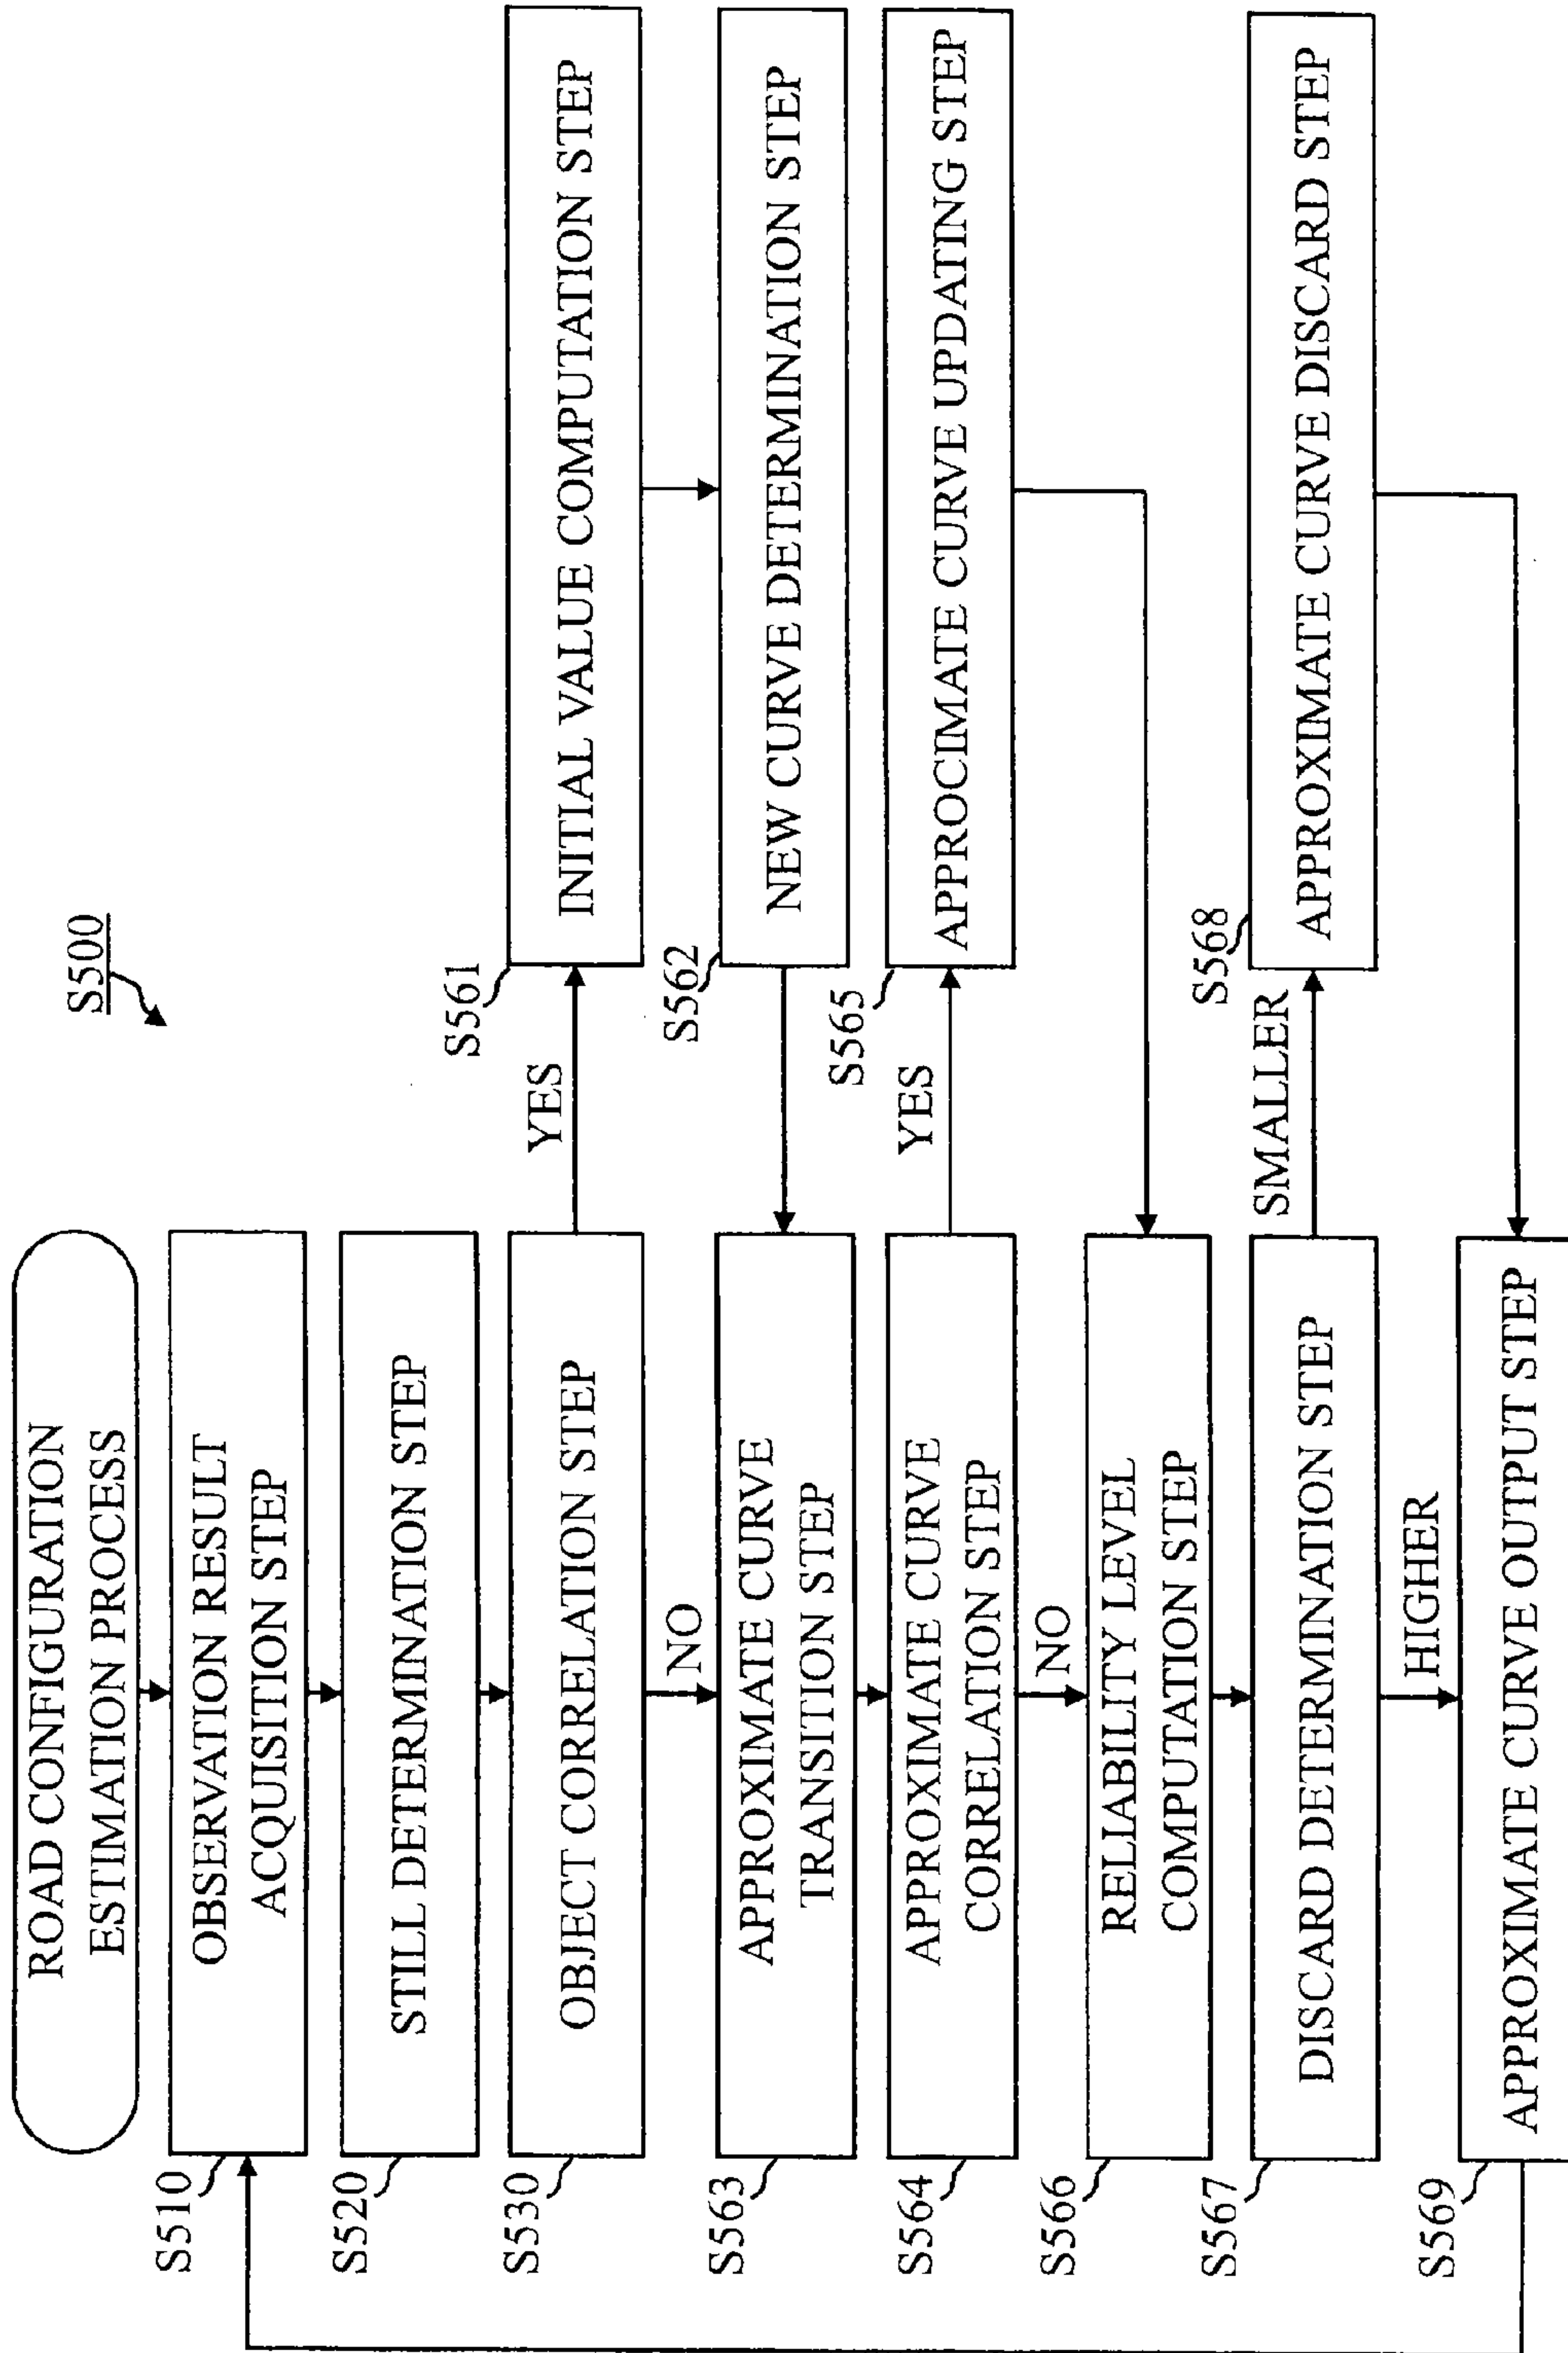 S500
ROAD CONFIGURATION
ESTIMATION PROCESS
S510
OBSERVATION RESULT
ACQUISITION STEP
S520
STILL DETERMINATION STEP
S530
OBJECT CORRELATION STEP
YES
S561
INITIAL VALUE COMPUTATION STEP
NO
S562
NEW CURVE DETERMINATION STEP
S563
APPROXIMATE CURVE
TRANSITION STEP
S564
APPROXIMATE CURVE
CORRELATION STEP
YES
S565
APPROCIMATE CURVE UPDATING STEP
NO
S566
RELIABILITY LEVEL
COMPUTATION STEP
S567
DISCARD DETERMINATION STEP
SMALLER
S568
APPROXIMATE CURVE DISCARD STEP
HIGHER
S569
APPROXIMATE CURVE OUTPUT STEP